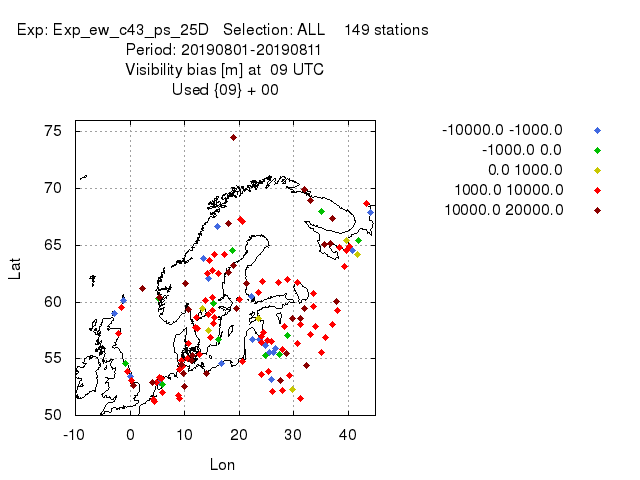 Exp: Exp_ew_c43_ps_25D   Selection: ALL    149 stations
Period: 20190801-20190811
Visibility bias [m] at  09 UTC
Used {09} + 00
-10000.0 -1000.0
-1000.0 0.0
0.0 1000.0
1000.0 10000.0
10000.0 20000.0
75
70
65
60
55
50
Lat
-10 0 10 20 30 40
Lon